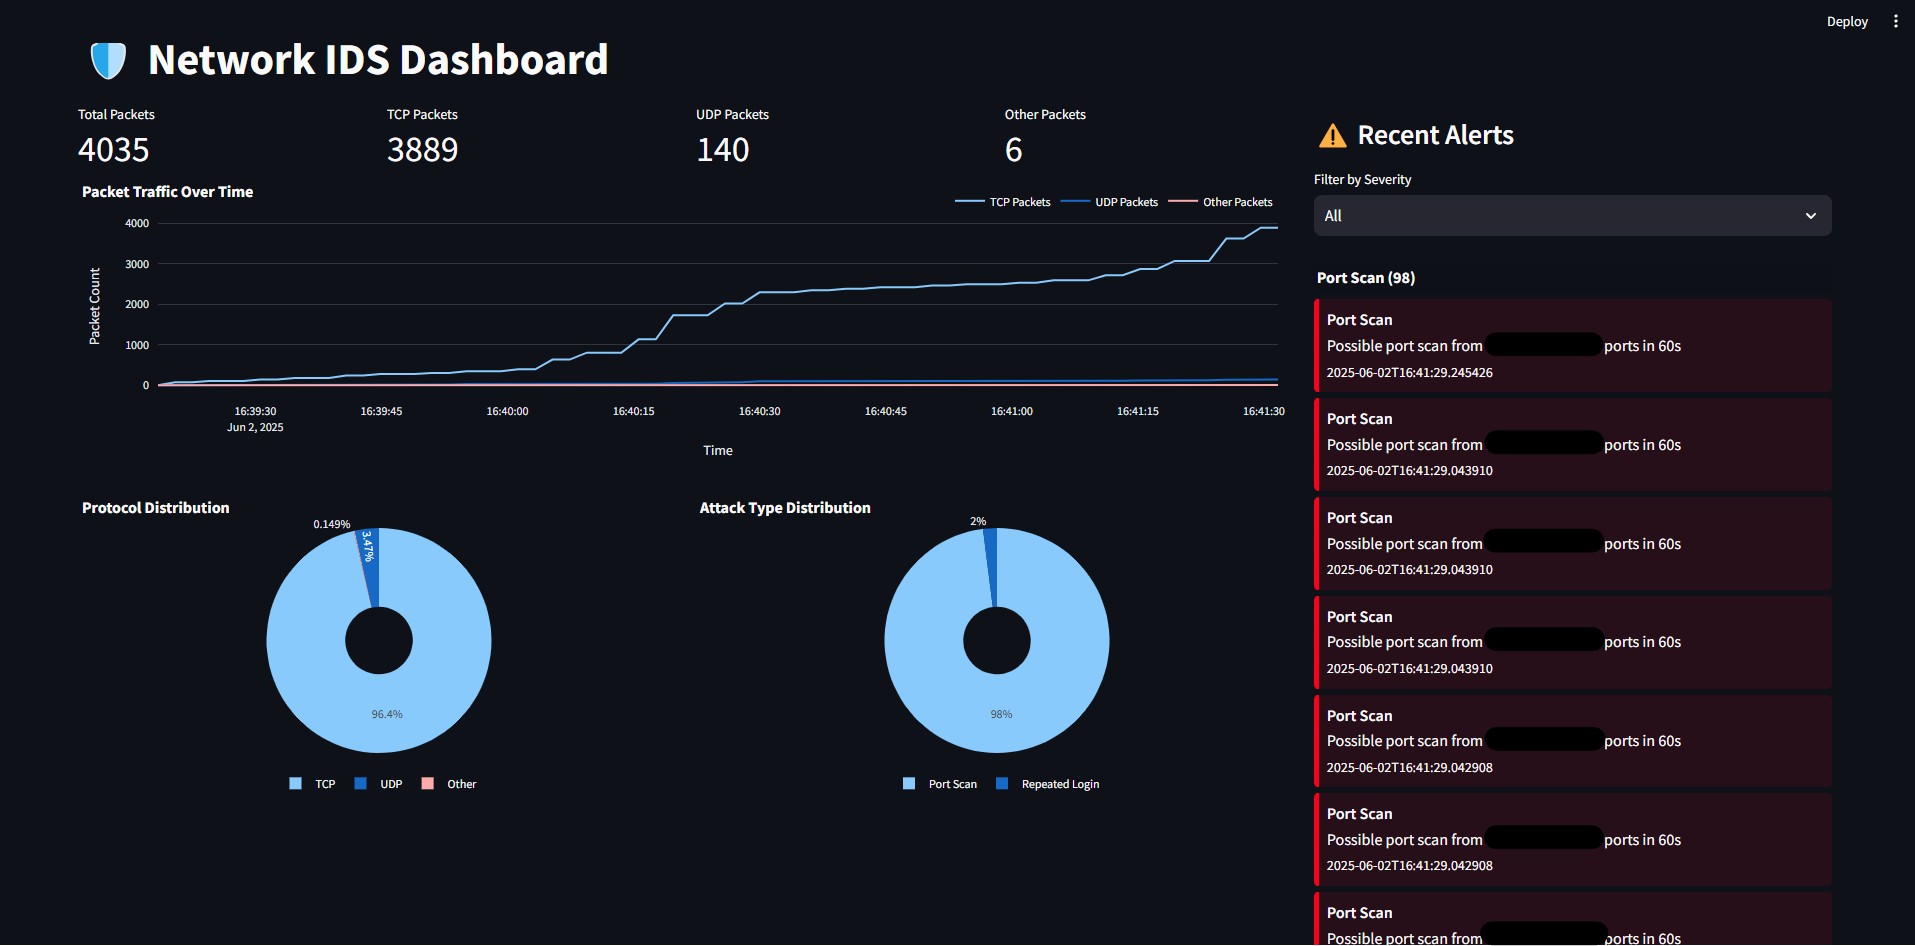 Deploy
Network IDS Dashboard
Total Packets
4035
TCP Packets
3889
UDP Packets
140
Other Packets
6
Packet Traffic Over Time
TCP Packets
UDP Packets
Other Packets
Packet Count
4000
3000
2000
1000
0
16:39:30
Jun 2, 2025
16:39:45
16:40:00
16:40:15
16:40:30
16:40:45
16:41:00
16:41:15
16:41:30
Time
Protocol Distribution
0.149%
3.47%
96.4%
TCP
UDP
Other
Attack Type Distribution
2%
98%
Port Scan
Repeated Login
Recent Alerts
Filter by Severity
All
Port Scan (98)
Port Scan
Possible port scan from ports in 60s
2025-06-02T16:41:29.245426
Port Scan
Possible port scan from ports in 60s
2025-06-02T16:41:29.043910
Port Scan
Possible port scan from ports in 60s
2025-06-02T16:41:29.043910
Port Scan
Possible port scan from ports in 60s
2025-06-02T16:41:29.043910
Port Scan
Possible port scan from ports in 60s
2025-06-02T16:41:29.042908
Port Scan
Possible port scan from ports in 60s
2025-06-02T16:41:29.042908
Port Scan
Possible port scan from ports in 60s